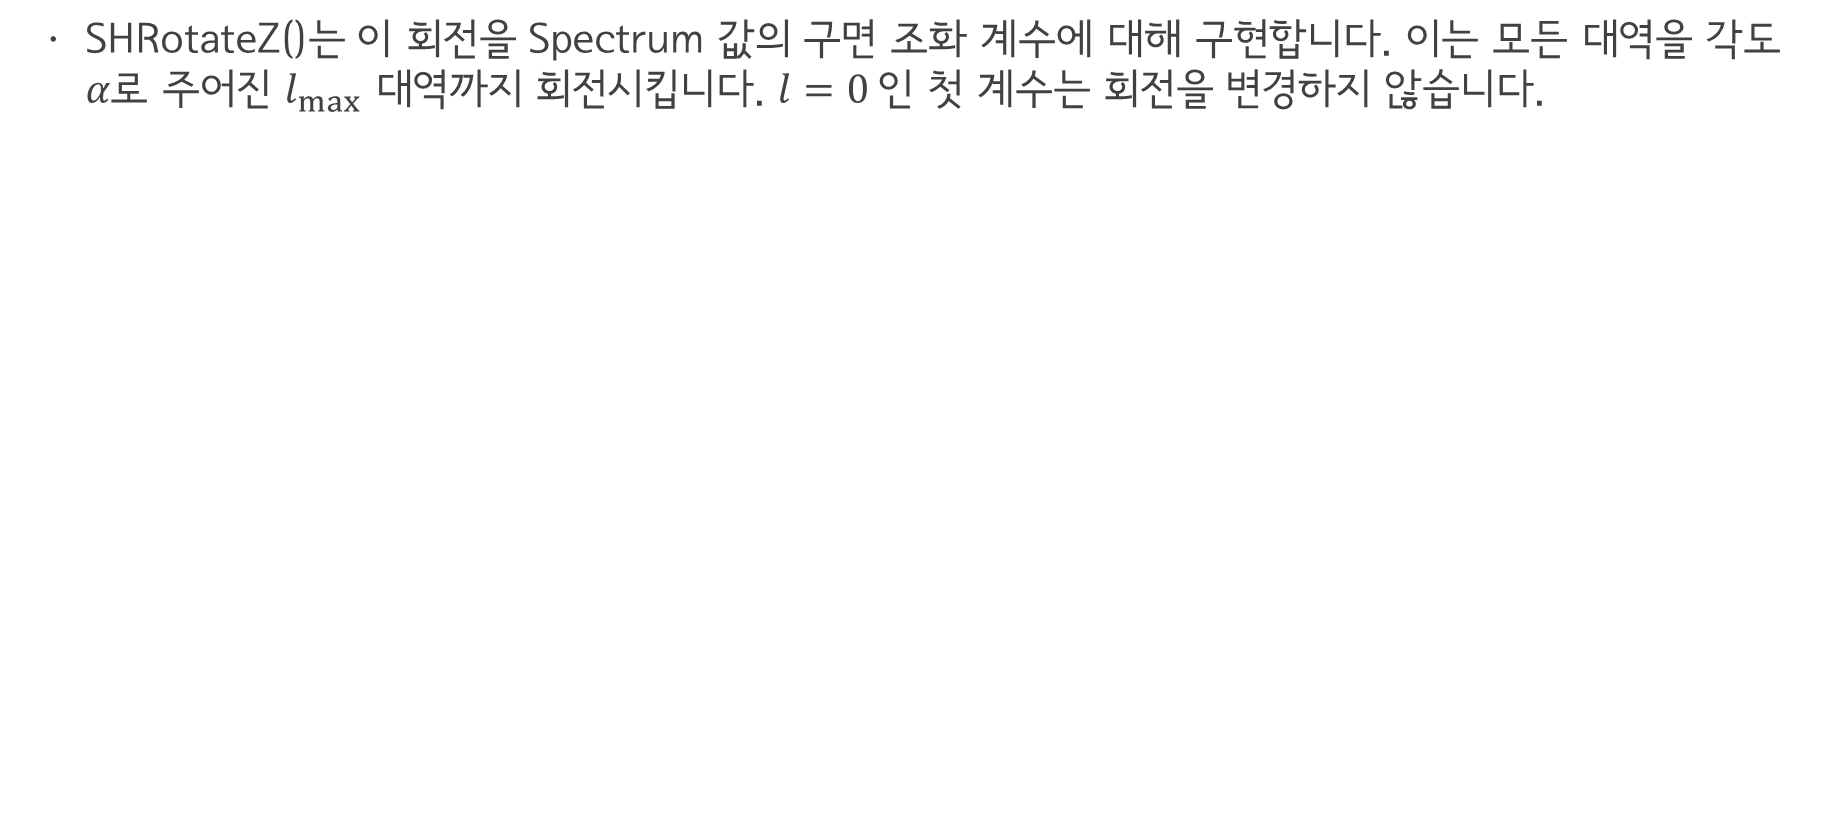 · SHRotateZ()는 이 회전을 Spectrum 값의 구면 조화 계수에 대해 구현합니다. 이는 모든 대역을 각도
α로 주어진 l_max 대역까지 회전시킵니다. l = 0 인 첫 계수는 회전을 변경하지 않습니다.